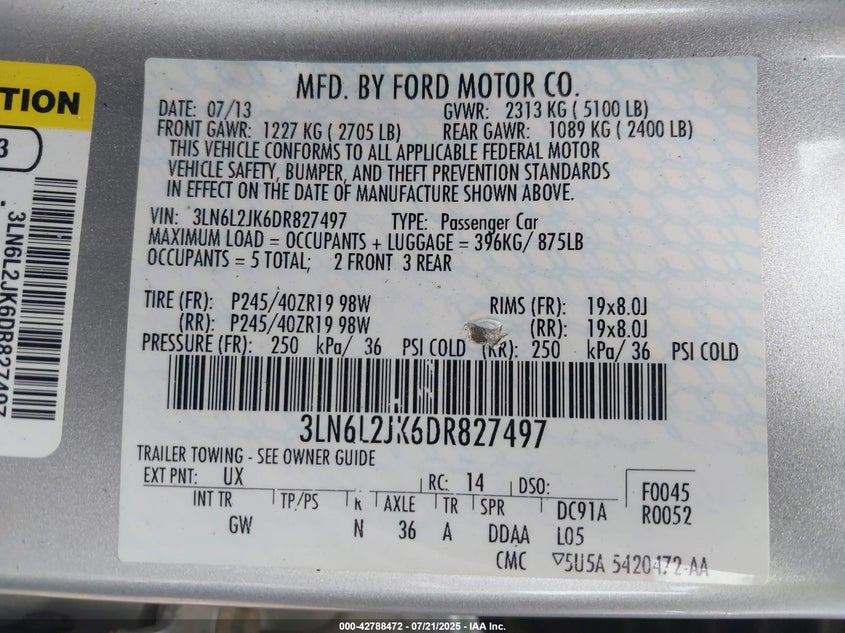 TION
3
3LN6L2JK6DR827497
MFD. BY FORD MOTOR CO.
DATE: 07/13 GVWR: 2313 KG ( 5100 LB)
FRONT GAWR: 1227 KG ( 2705 LB) REAR GAWR: 1089 KG ( 2400 LB)
THIS VEHICLE CONFORMS TO ALL APPLICABLE FEDERAL MOTOR
VEHICLE SAFETY, BUMPER, AND THEFT PREVENTION STANDARDS
IN EFFECT ON THE DATE OF MANUFACTURE SHOWN ABOVE.
VIN: 3LN6L2JK6DR827497 TYPE: Passenger Car
MAXIMUM LOAD = OCCUPANTS + LUGGAGE = 396KG/ 875LB
OCCUPANTS = 5 TOTAL; 2 FRONT 3 REAR
TIRE (FR): P245/40ZR19 98W RIMS (FR): 19x8.0J
(RR): P245/40ZR19 98W (RR): 19x8.0J
PRESSURE (FR): 250 kPa/ 36 PSI COLD (RR): 250 kPa/ 36 PSI COLD
3LN6L2JK6DR827497
TRAILER TOWING - SEE OWNER GUIDE
EXT PNT: UX RC: 14 DSO: F0045
INT TR TP/PS R AXLE TR SPR DC91A R0052
GW N 36 A DDAA L05
CMC ▽5U5A 5420472-AA
000-42788472 — 07/21/2025 — IAA Inc.